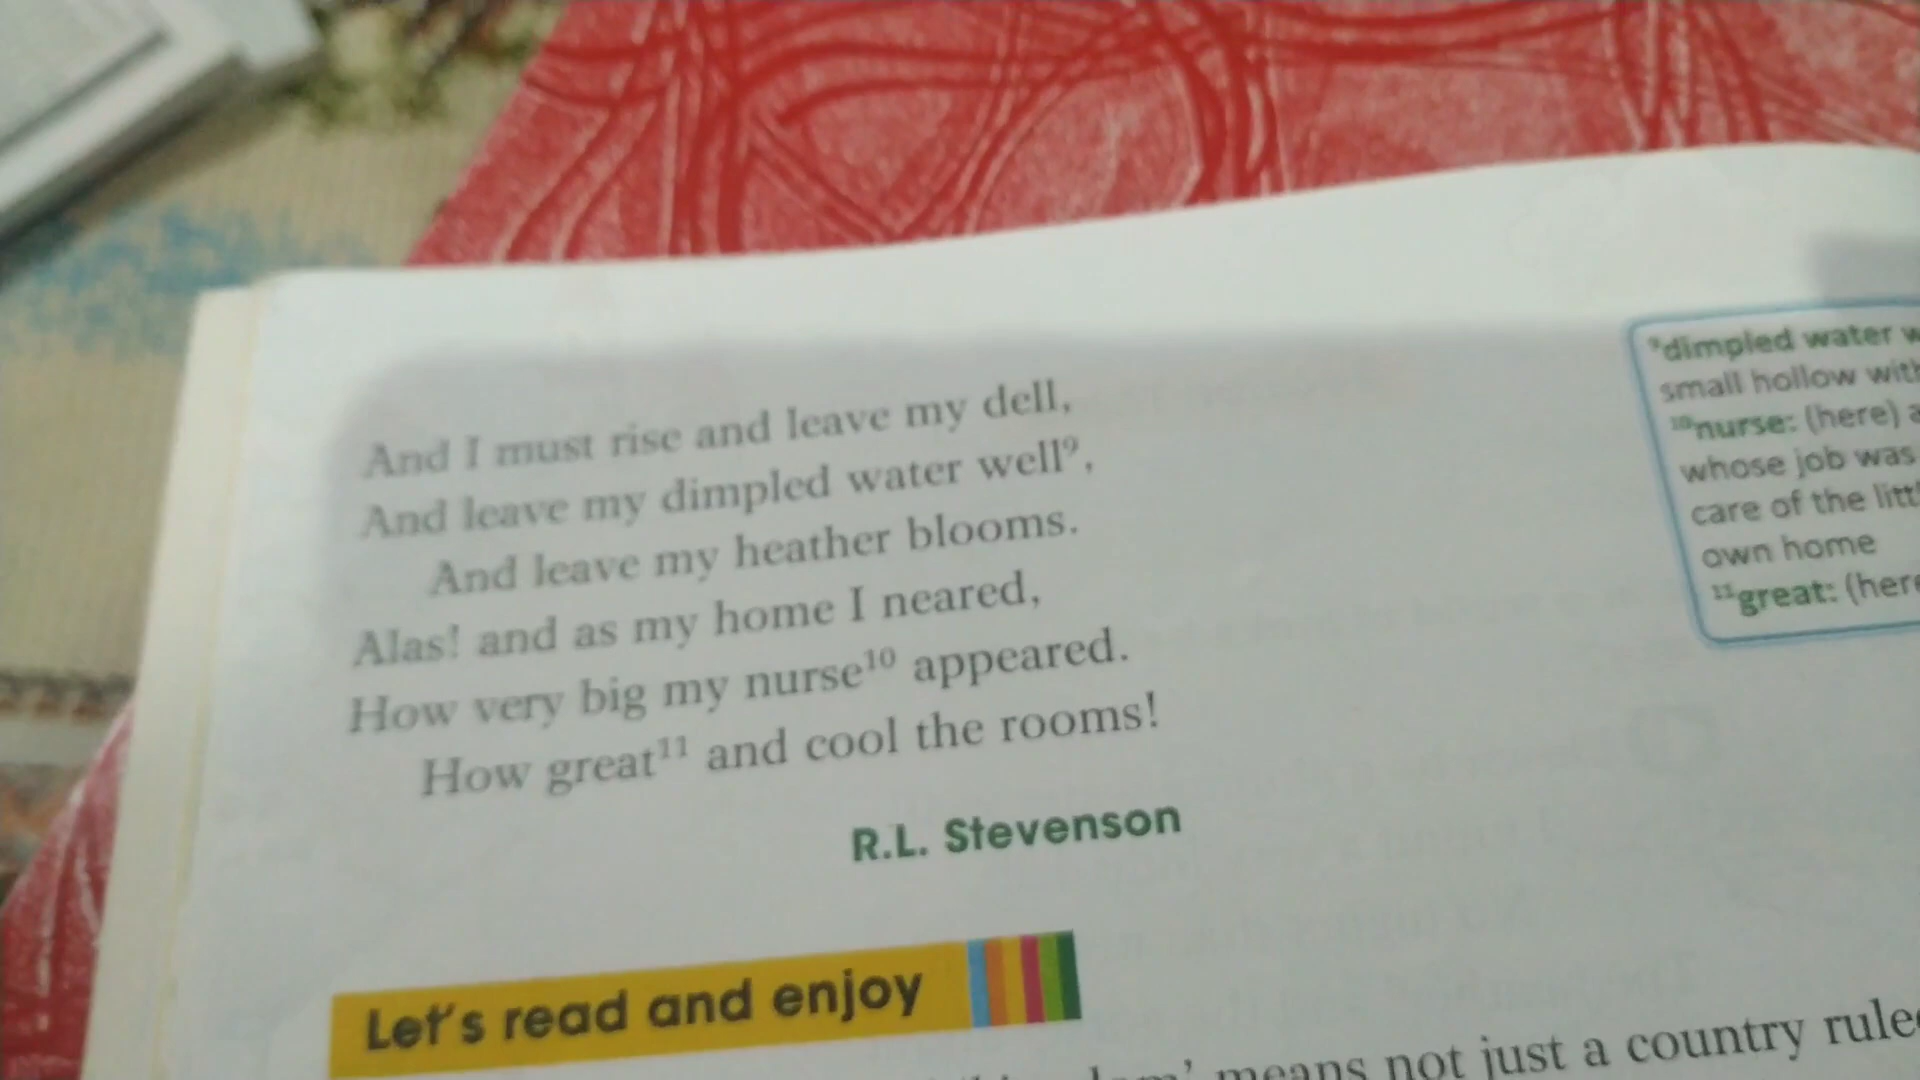 And I must rise and leave my dell,
And leave my dimpled water well⁹,
And leave my heather blooms.
Alas! and as my home I neared,
How very big my nurse¹⁰ appeared.
How great¹¹ and cool the rooms!
R.L. Stevenson
⁹dimpled water
small hollow with
¹⁰nurse: (here)
whose job was
care of the
own home
¹¹great: (here
Let's read and enjoy
means not just a country